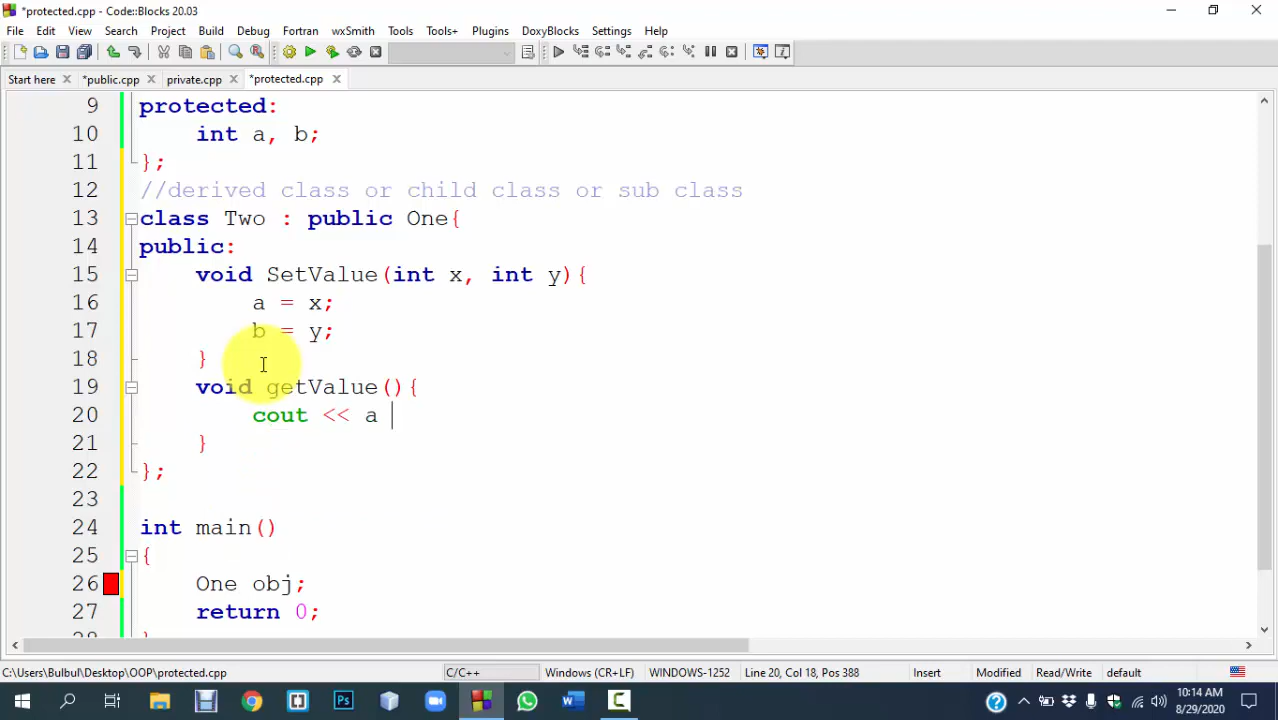 *protected.cpp - Code::Blocks 20.03
File Edit View Search Project Build Debug Fortran wxSmith Tools Tools+ Plugins DoxyBlocks Settings Help
Start here *public.cpp private.cpp *protected.cpp
9 protected:
10 int a, b;
11 };
12 //derived class or child class or sub class
13 class Two : public One{
14 public:
15 void SetValue(int x, int y){
16 a = x;
17 b = y;
18 }
19 void getValue(){
20 cout << a
21 }
22 };
23
24 int main()
25 {
26 One obj;
27 return 0;
28 }
C:\Users\Bulbul\Desktop\OOP\protected.cpp C/C++ Windows (CR+LF) WINDOWS-1252 Line 20, Col 18, Pos 388 Insert Modified Read/Write default
10:14 AM
8/29/2020